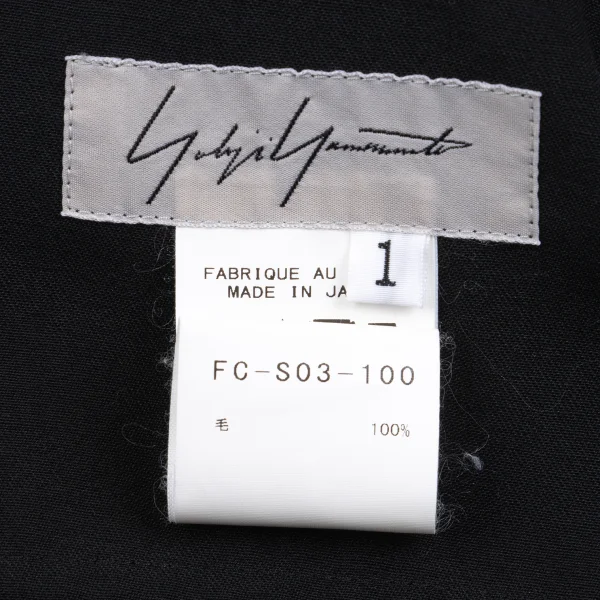 Yohji Yamamoto
1
FABRIQUE AU
MADE IN JA
FC-S03-100
毛 100%